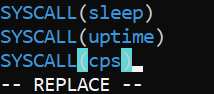 SYSCALL(sleep)
SYSCALL(uptime)
SYSCALL(cps)
-- REPLACE --